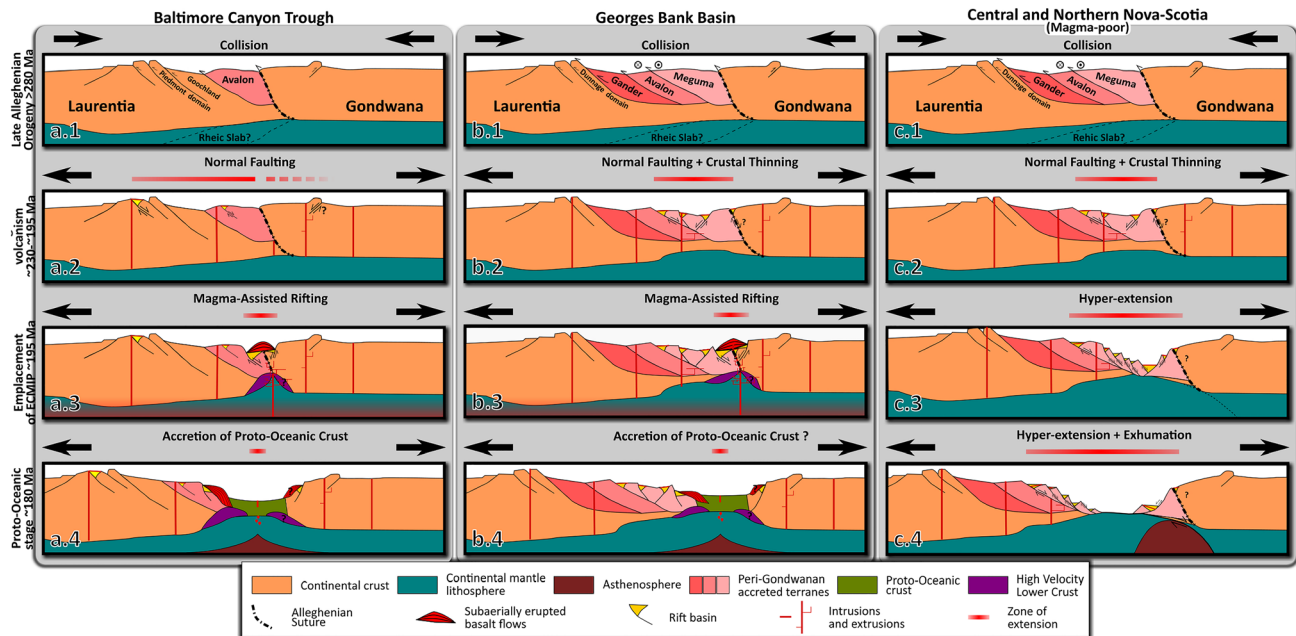 Baltimore Canyon Trough
Georges Bank Basin
Central and Northern Nova-Scotia
(Magma-poor)
Late Alleghenian
Orogeny ~280 Ma
Collision
Piedmont domain
Gochland
Avalon
Laurentia
Gondwana
a.1
Rheic Slab?
Collision
Dunnage domain
Gander
Avalon
Meguma
Laurentia
Gondwana
b.1
Rheic Slab?
Collision
Dunnage domain
Gander
Avalon
Meguma
Laurentia
Gondwana
c.1
Rehic Slab?
volcanism
~230-~195 Ma
Normal Faulting
?
a.2
Normal Faulting + Crustal Thinning
?
b.2
Normal Faulting + Crustal Thinning
?
c.2
Emplacement
of ECMIP ~195 Ma
Magma-Assisted Rifting
a.3
Magma-Assisted Rifting
b.3
Hyper-extension
?
c.3
Proto-Oceanic
stage ~180 Ma
Accretion of Proto-Oceanic Crust
a.4
Accretion of Proto-Oceanic Crust ?
b.4
Hyper-extension + Exhumation
?
c.4
Continental crust
Continental mantle
lithosphere
Asthenosphere
Peri-Gondwanan
accreted terranes
Proto-Oceanic
crust
High Velocity
Lower Crust
Alleghenian
Suture
Subaerially erupted
basalt flows
Rift basin
Intrusions
and extrusions
Zone of
extension